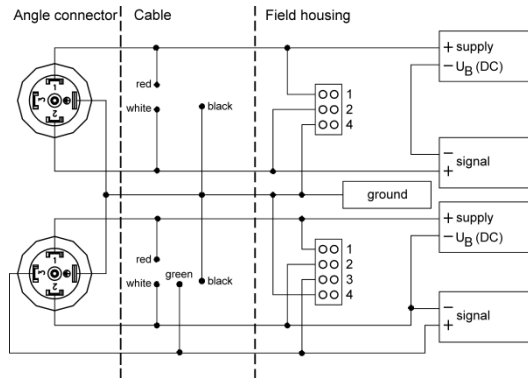 Angle connector
Cable
Field housing
+ supply
− U_B (DC)
1
3
2
red
white
black
1
2
4
−
+
signal
ground
+ supply
− U_B (DC)
1
3
2
red
white
green
black
1
2
3
4
−
+
signal